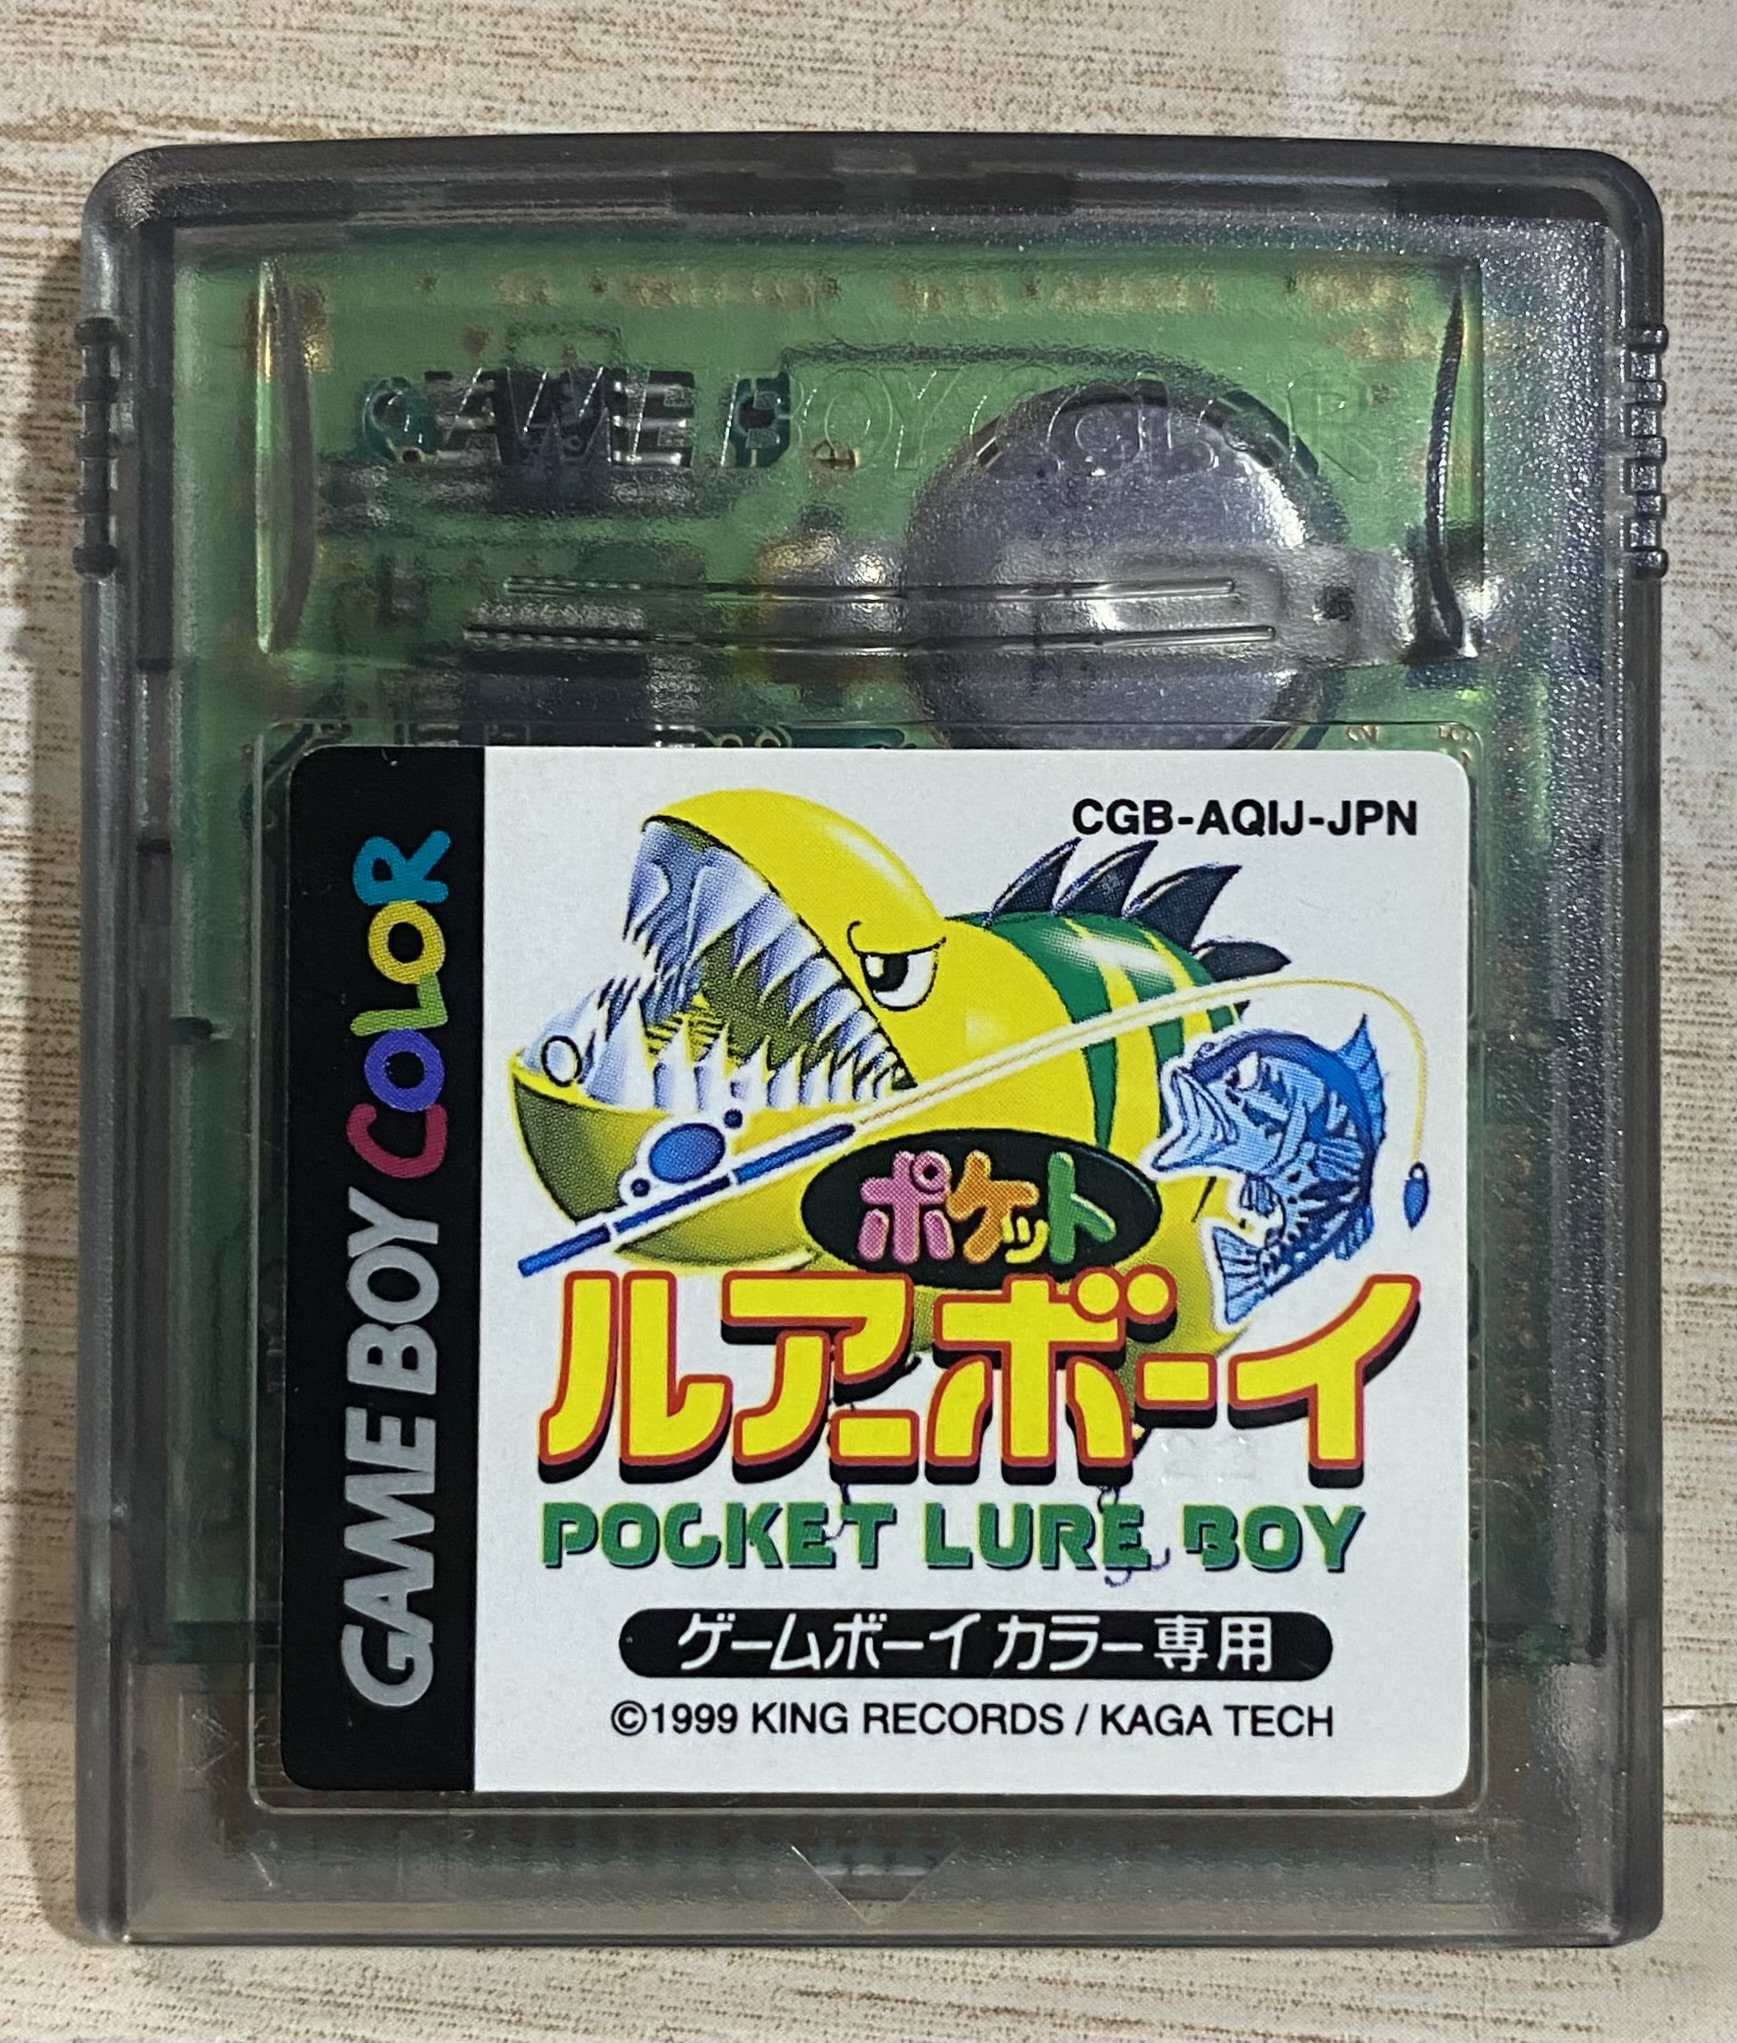 GAME BOY COLOR
GAME BOY COLOR
CGB-AQIJ-JPN
ポケット
ルアーボーイ
POCKET LURE BOY
ゲームボーイカラー専用
©1999 KING RECORDS / KAGA TECH